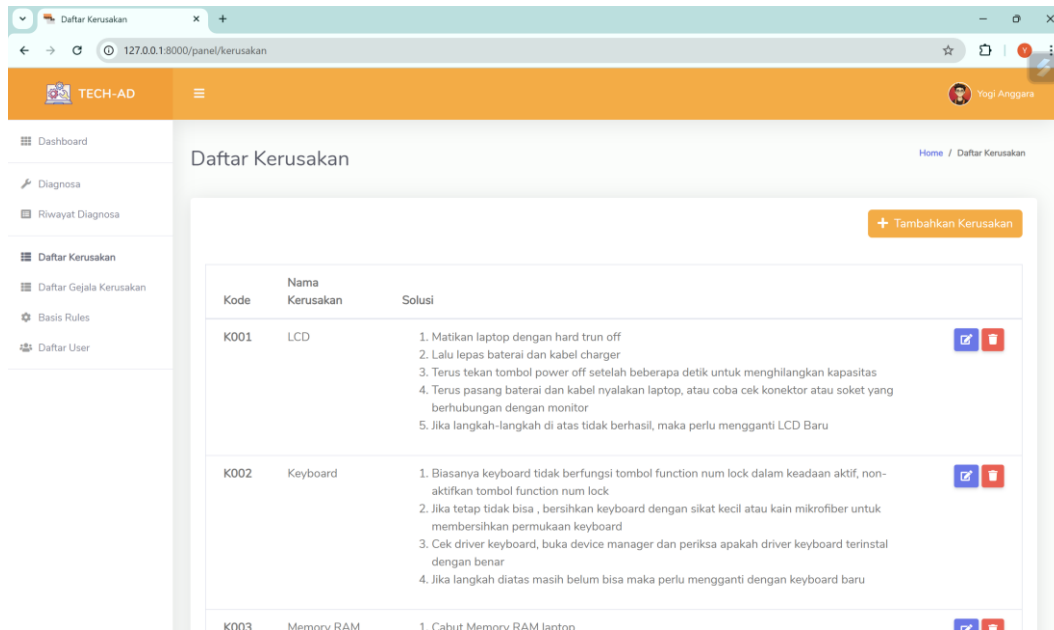 Daftar Kerusakan
127.0.0.1:8000/panel/kerusakan
Y
TECH-AD
Yogi Anggara
Dashboard
Diagnosa
Riwayat Diagnosa
Daftar Kerusakan
Daftar Gejala Kerusakan
Basis Rules
Daftar User
Daftar Kerusakan
Home / Daftar Kerusakan
+ Tambahkan Kerusakan
Kode
Nama
Kerusakan
Solusi
K001
LCD
1. Matikan laptop dengan hard trun off
2. Lalu lepas baterai dan kabel charger
3. Terus tekan tombol power off setelah beberapa detik untuk menghilangkan kapasitas
4. Terus pasang baterai dan kabel nyalakan laptop, atau coba cek konektor atau soket yang
berhubungan dengan monitor
5. Jika langkah-langkah di atas tidak berhasil, maka perlu mengganti LCD Baru
K002
Keyboard
1. Biasanya keyboard tidak berfungsi tombol function num lock dalam keadaan aktif, non-
aktifkan tombol function num lock
2. Jika tetap tidak bisa , bersihkan keyboard dengan sikat kecil atau kain mikrofiber untuk
membersihkan permukaan keyboard
3. Cek driver keyboard, buka device manager dan periksa apakah driver keyboard terinstal
dengan benar
4. Jika langkah diatas masih belum bisa maka perlu mengganti dengan keyboard baru
K003
Memory RAM
1. Cabut Memory RAM laptop